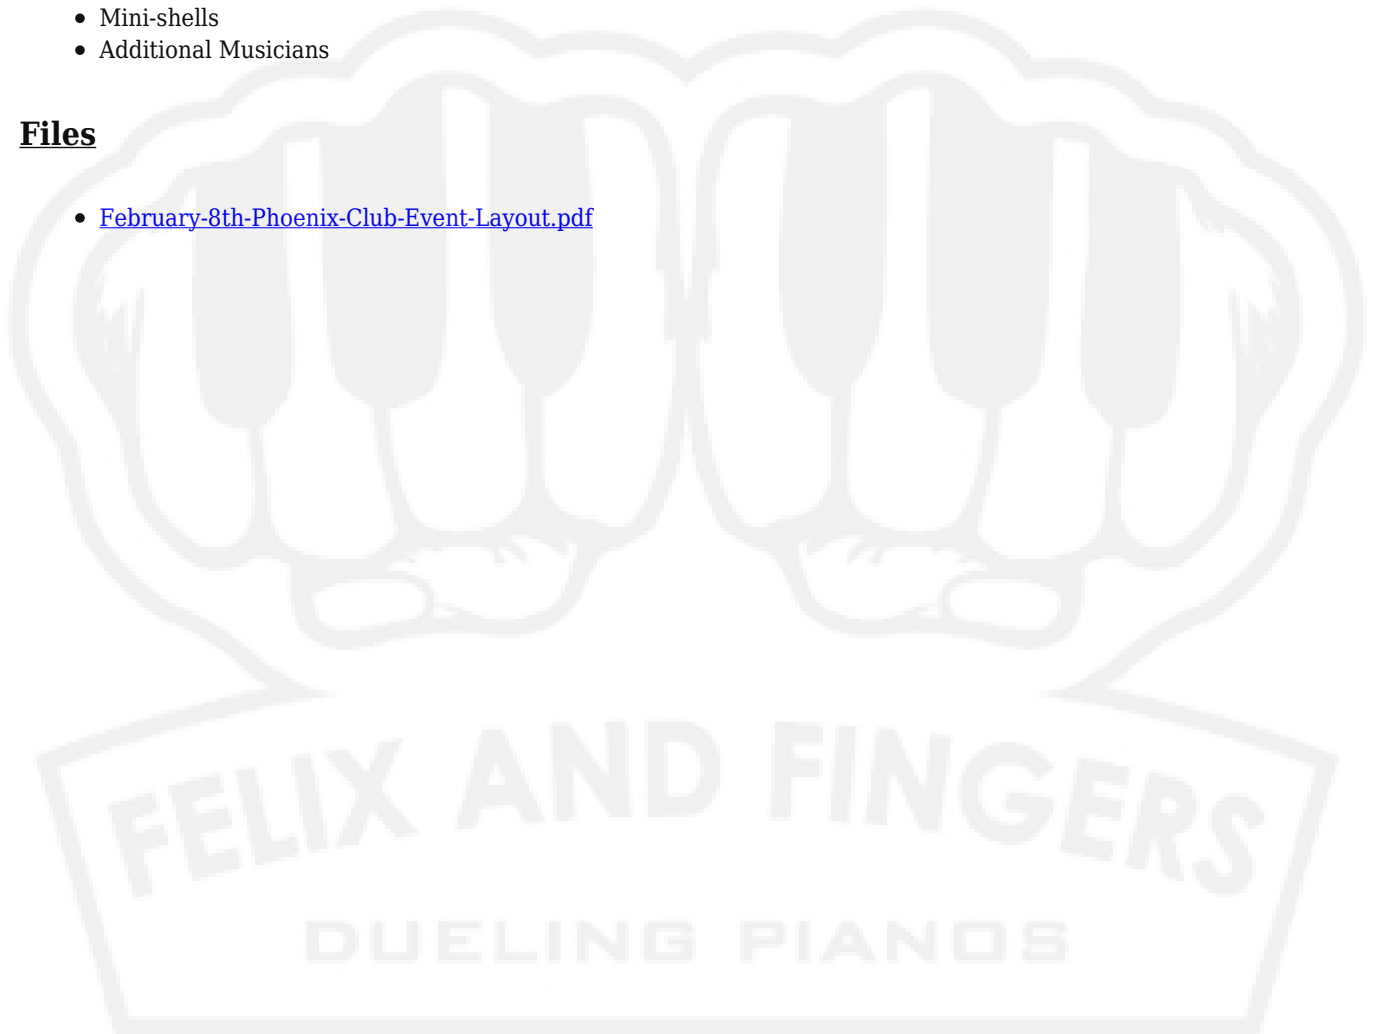 Mini-shells
Additional Musicians
Files
February-8th-Phoenix-Club-Event-Layout.pdf
FELIX AND FINGERS
DUELING PIANOS